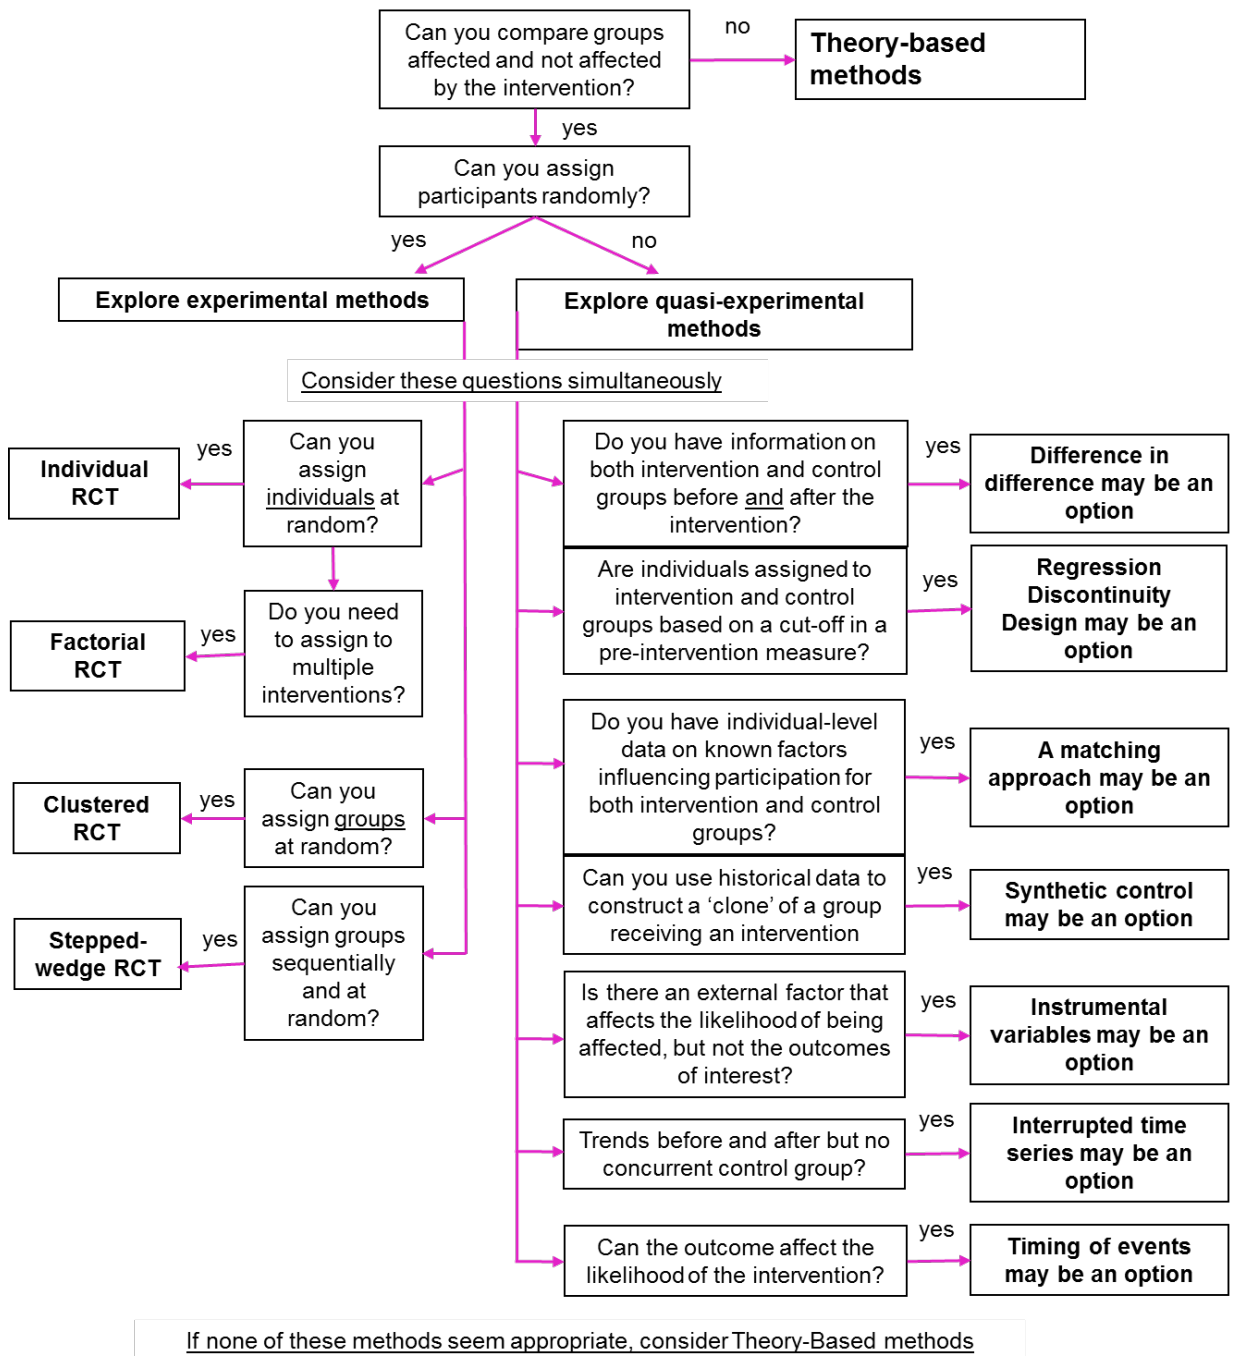 Can you compare groups
affected and not affected
by the intervention?
no
Theory-based
methods
yes
Can you assign
participants randomly?
yes
no
Explore experimental methods
Explore quasi-experimental
methods
Consider these questions simultaneously
Can you
assign
individuals at
random?
yes
Individual
RCT
Do you need
to assign to
multiple
interventions?
yes
Factorial
RCT
Can you
assign groups
at random?
yes
Clustered
RCT
Can you
assign groups
sequentially
and at
random?
yes
Stepped-
wedge RCT
Do you have information on
both intervention and control
groups before and after the
intervention?
yes
Difference in
difference may be an
option
Are individuals assigned to
intervention and control
groups based on a cut-off in a
pre-intervention measure?
yes
Regression
Discontinuity
Design may be an
option
Do you have individual-level
data on known factors
influencing participation for
both intervention and control
groups?
yes
A matching
approach may be an
option
Can you use historical data to
construct a ‘clone’ of a group
receiving an intervention
yes
Synthetic control
may be an option
Is there an external factor that
affects the likelihood of being
affected, but not the outcomes
of interest?
yes
Instrumental
variables may be an
option
Trends before and after but no
concurrent control group?
yes
Interrupted time
series may be an
option
Can the outcome affect the
likelihood of the intervention?
yes
Timing of events
may be an option
If none of these methods seem appropriate, consider Theory-Based methods